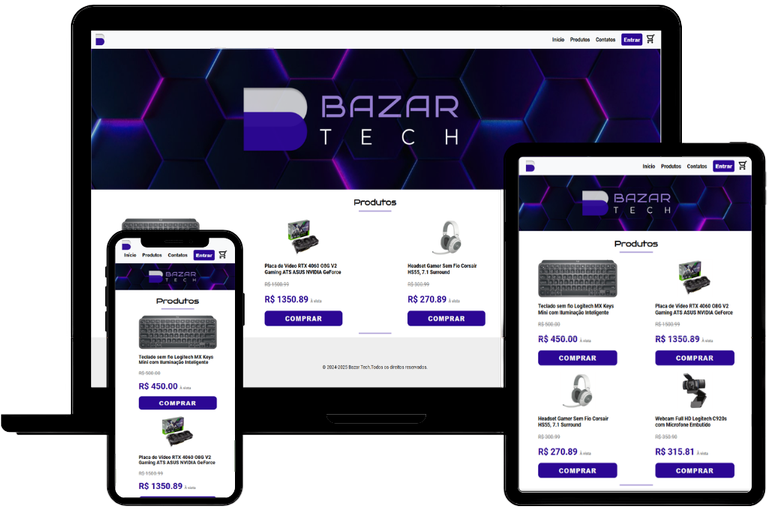 Início Produtos Contatos Entrar
BAZAR
TECH
Produtos
Placa de Vídeo RTX 4060 O8G V2
Gaming ATS ASUS NVIDIA GeForce
R$ 1500.99
R$ 1350.89 À vista
COMPRAR
Headset Gamer Sem Fio Corsair
HS55, 7.1 Surround
R$ 300.99
R$ 270.89 À vista
COMPRAR
© 2024-2025 Bazar Tech.Todos os direitos reservados.
Início Produtos Contatos Entrar
BAZAR
TECH
Produtos
Teclado sem fio Logitech MX Keys
Mini com Iluminação Inteligente
R$ 500.00
R$ 450.00 À vista
COMPRAR
Placa de Vídeo RTX 4060 O8G V2
Gaming ATS ASUS NVIDIA GeForce
R$ 1500.99
R$ 1350.89 À vista
Início Produtos Contatos Entrar
BAZAR
TECH
Produtos
Teclado sem fio Logitech MX Keys
Mini com Iluminação Inteligente
R$ 500.00
R$ 450.00 À vista
COMPRAR
Placa de Vídeo RTX 4060 O8G V2
Gaming ATS ASUS NVIDIA GeForce
R$ 1500.99
R$ 1350.89 À vista
COMPRAR
Headset Gamer Sem Fio Corsair
HS55, 7.1 Surround
R$ 300.99
R$ 270.89 À vista
COMPRAR
Webcam Full HD Logitech C920s
com Microfone Embutido
R$ 350.90
R$ 315.81 À vista
COMPRAR